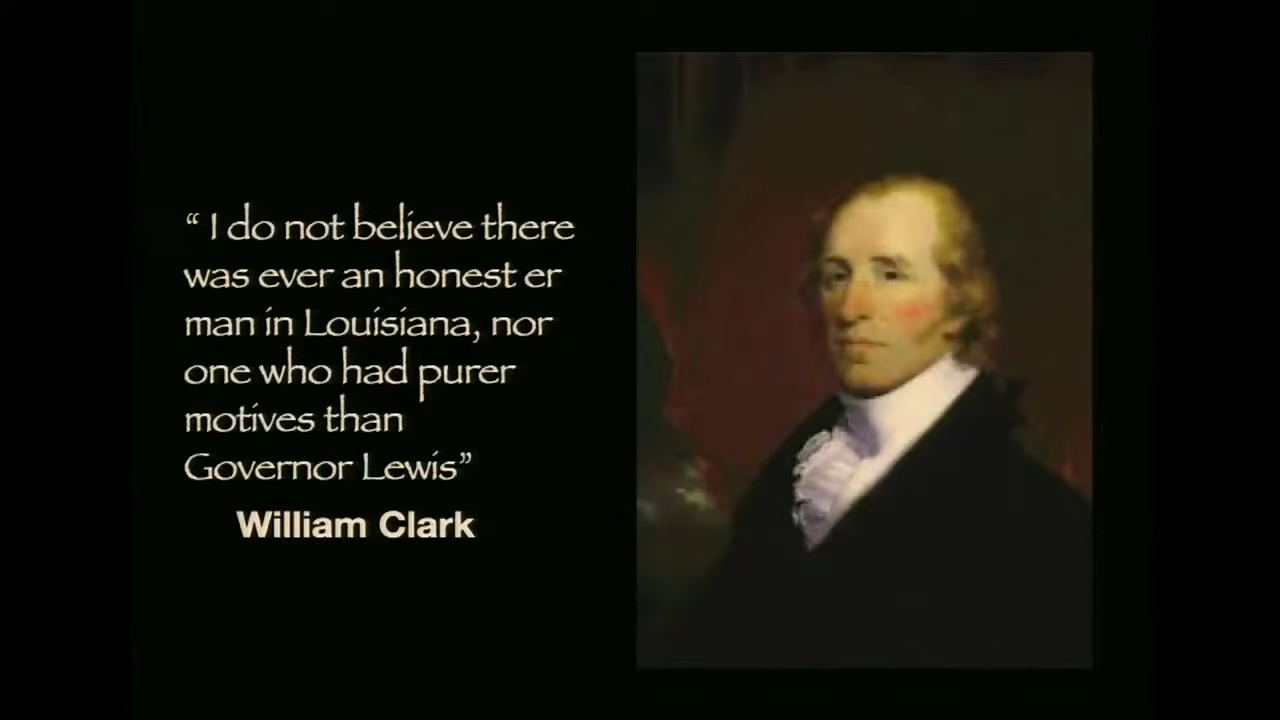 “ I do not believe there
was ever an honest er
man in Louisiana, nor
one who had purer
motives than
Governor Lewis”
William Clark